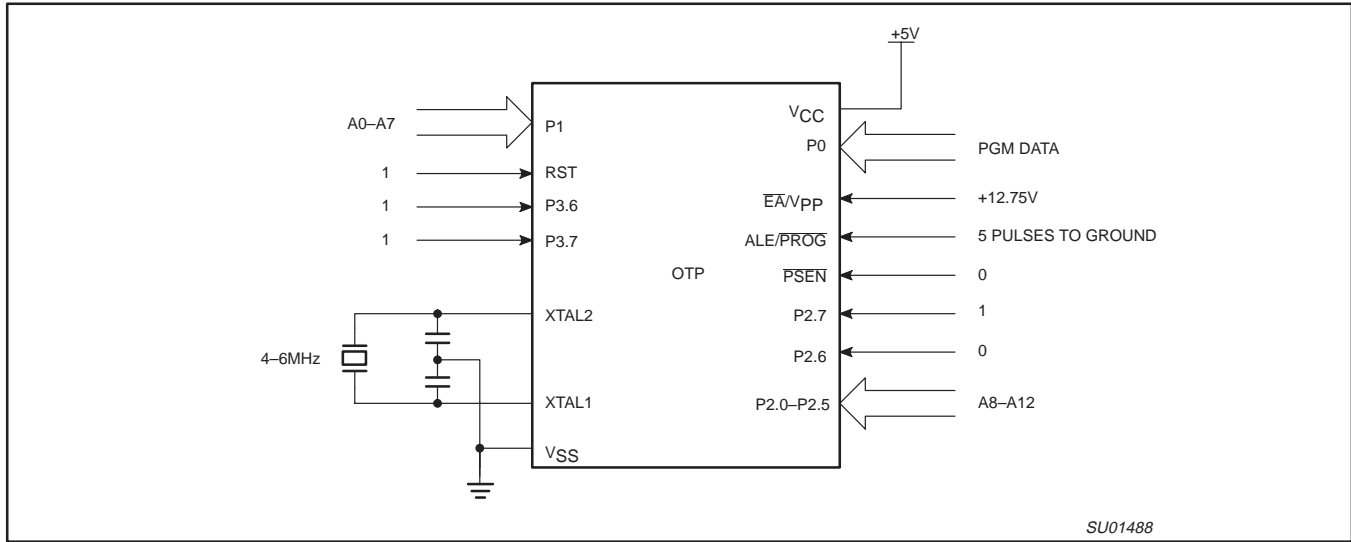 +5V
A0–A7
P1
VCC
P0
PGM DATA
1
RST
1
P3.6
EA/VPP
+12.75V
1
P3.7
ALE/PROG
5 PULSES TO GROUND
OTP
PSEN
0
XTAL2
P2.7
1
4–6MHz
P2.6
0
XTAL1
P2.0–P2.5
A8–A12
VSS
SU01488